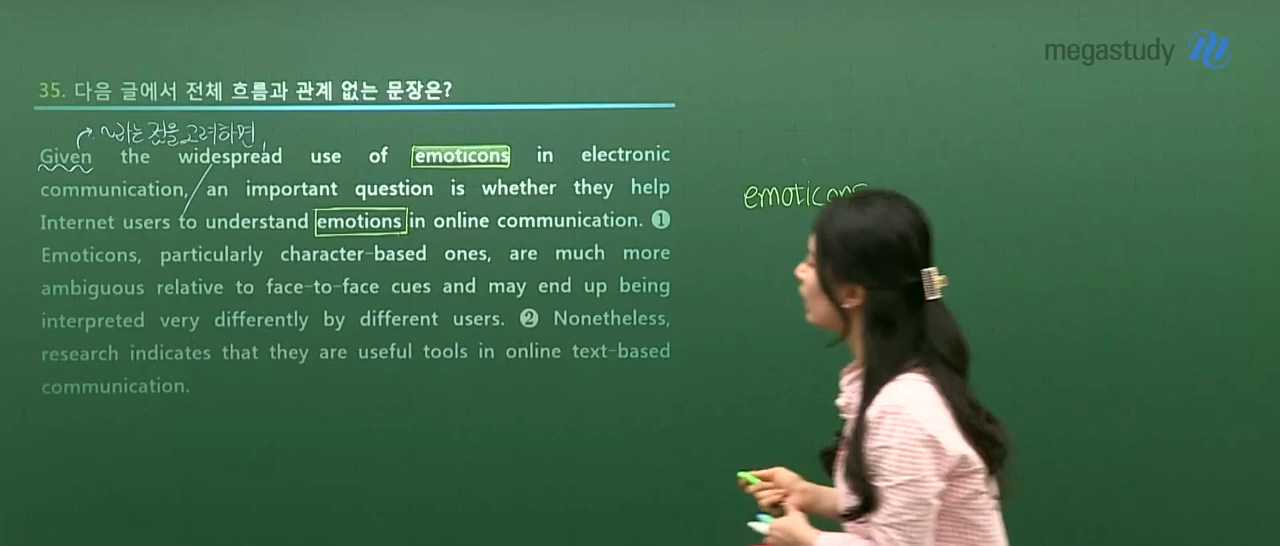 megastudy
35. 다음 글에서 전체 흐름과 관계 없는 문장은?
~라는 것을 고려하면,
Given the widespread use of emoticons in electronic
communication, an important question is whether they help
Internet users to understand emotions in online communication. ❶
Emoticons, particularly character-based ones, are much more
ambiguous relative to face-to-face cues and may end up being
interpreted very differently by different users. ❷ Nonetheless,
research indicates that they are useful tools in online text-based
communication.
emoticons